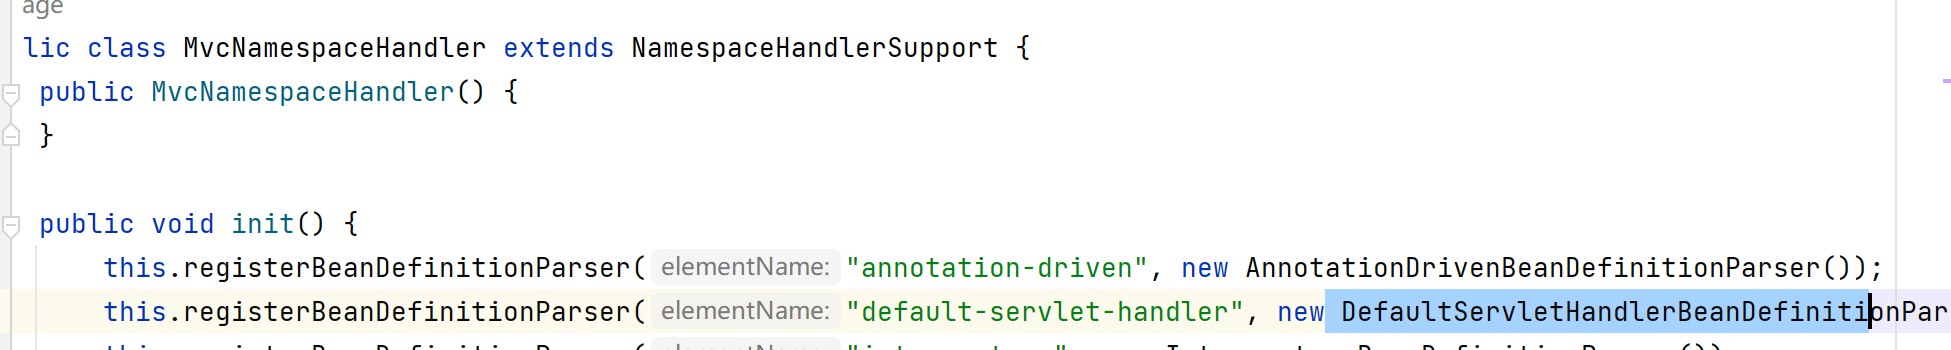 age
lic class MvcNamespaceHandler extends NamespaceHandlerSupport {
public MvcNamespaceHandler() {
}
public void init() {
this.registerBeanDefinitionParser( elementName: "annotation-driven", new AnnotationDrivenBeanDefinitionParser());
this.registerBeanDefinitionParser( elementName: "default-servlet-handler", new DefaultServletHandlerBeanDefinitionPar